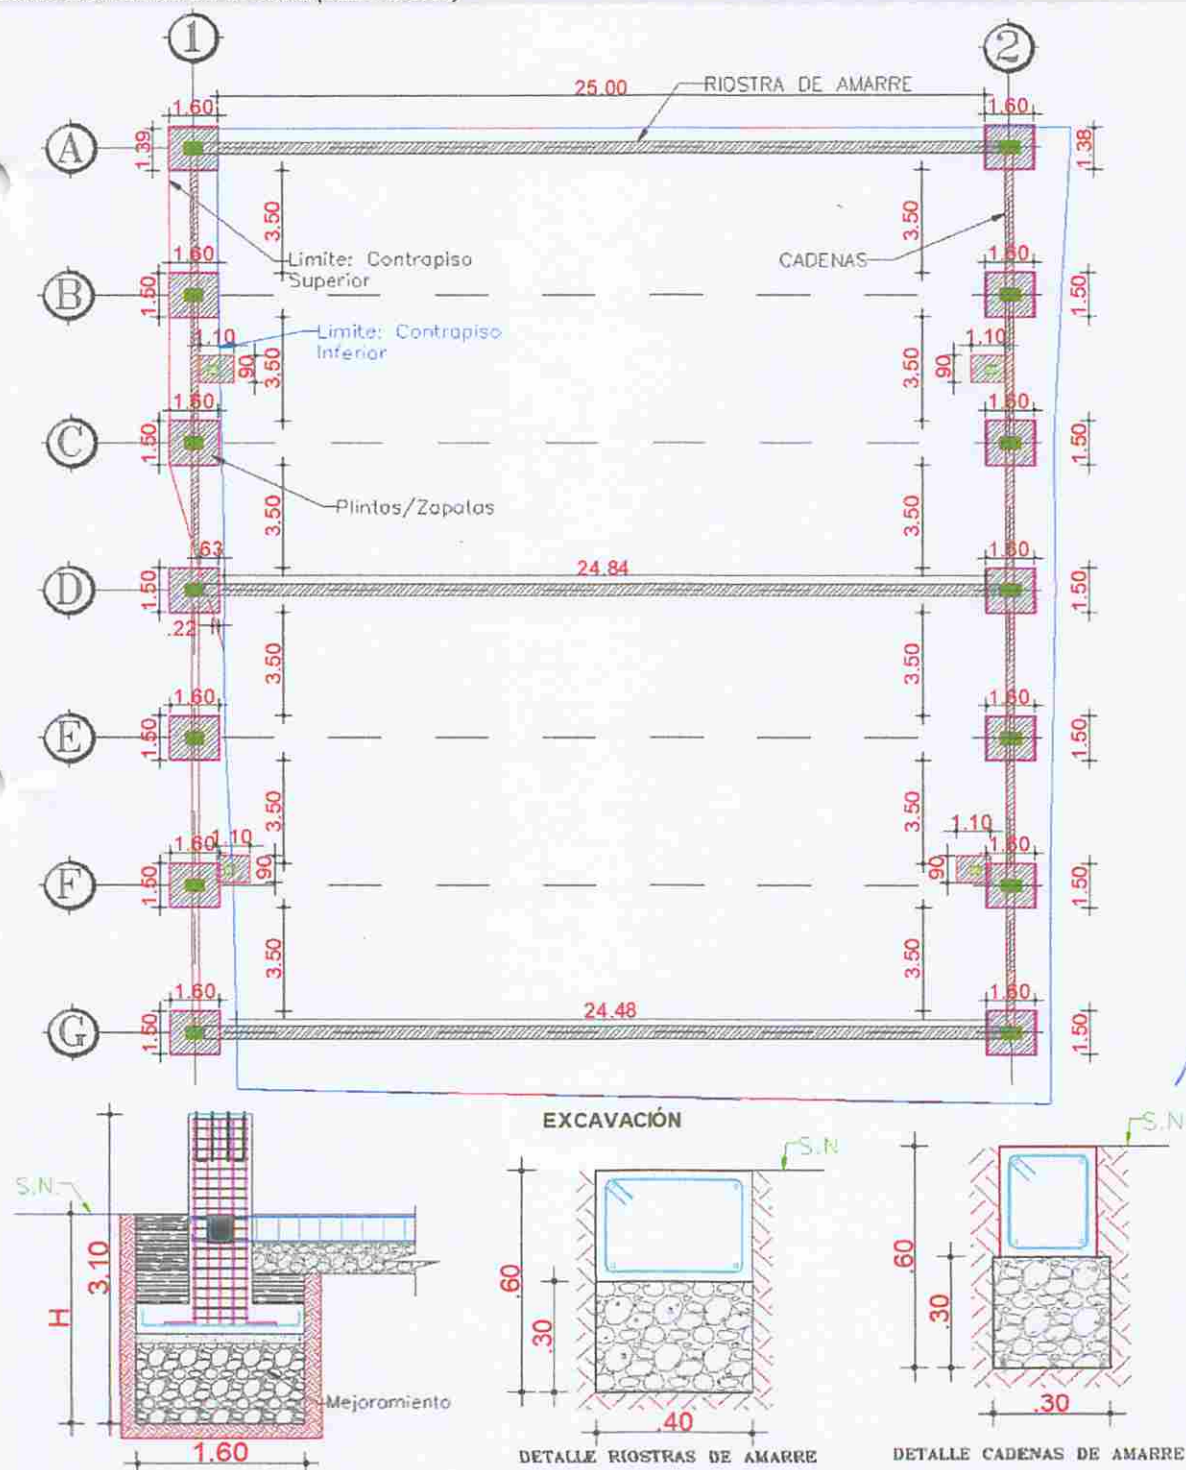 1
2
25.00
RIOSTRA DE AMARRE
1.60
1.60
A
1.39
1.38
3.50
3.50
Limite: Contrapiso
Superior
CADENAS
1.60
1.60
B
1.50
1.50
Limite: Contrapiso
Inferior
1.10
1.10
.90
3.50
3.50
.90
1.60
1.60
C
1.50
1.50
Plintos/Zapatas
3.50
3.50
.63
1.60
24.84
D
1.50
1.50
.22
3.50
3.50
1.60
1.60
E
1.50
1.50
3.50
3.50
1.60
1.10
1.10
1.60
F
1.50
.90
.90
1.50
3.50
3.50
1.60
1.60
24.48
G
1.50
1.50
EXCAVACIÓN
S.N.
3.10
H
Mejoramiento
1.60
S.N
.60
.30
.40
DETALLE RIOSTRAS DE AMARRE
S.N
.60
.30
.30
DETALLE CADENAS DE AMARRE